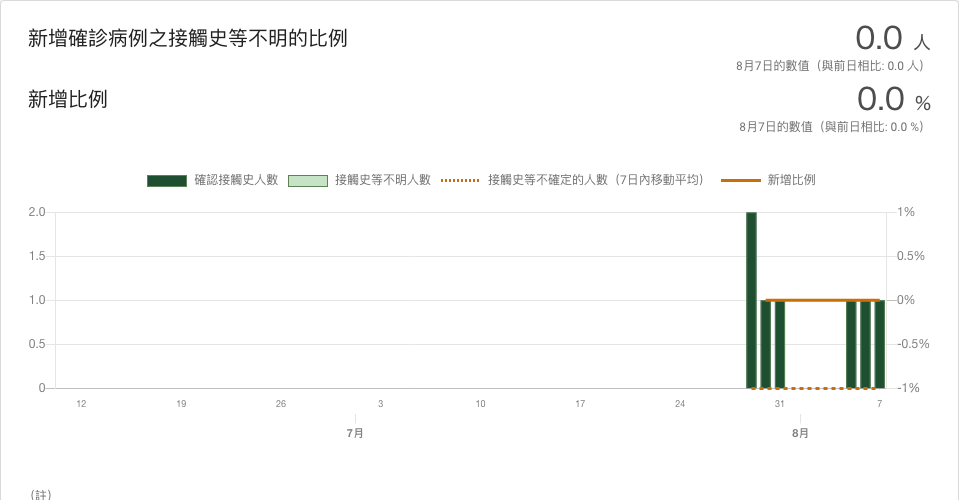 新增確診病例之接觸史等不明的比例
0.0 人
8月7日的數值（與前日相比: 0.0 人）
新增比例
0.0 %
8月7日的數值（與前日相比: 0.0 %）
確認接觸史人數 接觸史等不明人數 接觸史等不確定的人數（7日內移動平均） 新增比例
2.0 1%
1.5 0.5%
1.0 0%
0.5 -0.5%
0 -1%
12 19 26 3 10 17 24 31 7
7月 8月
（註）